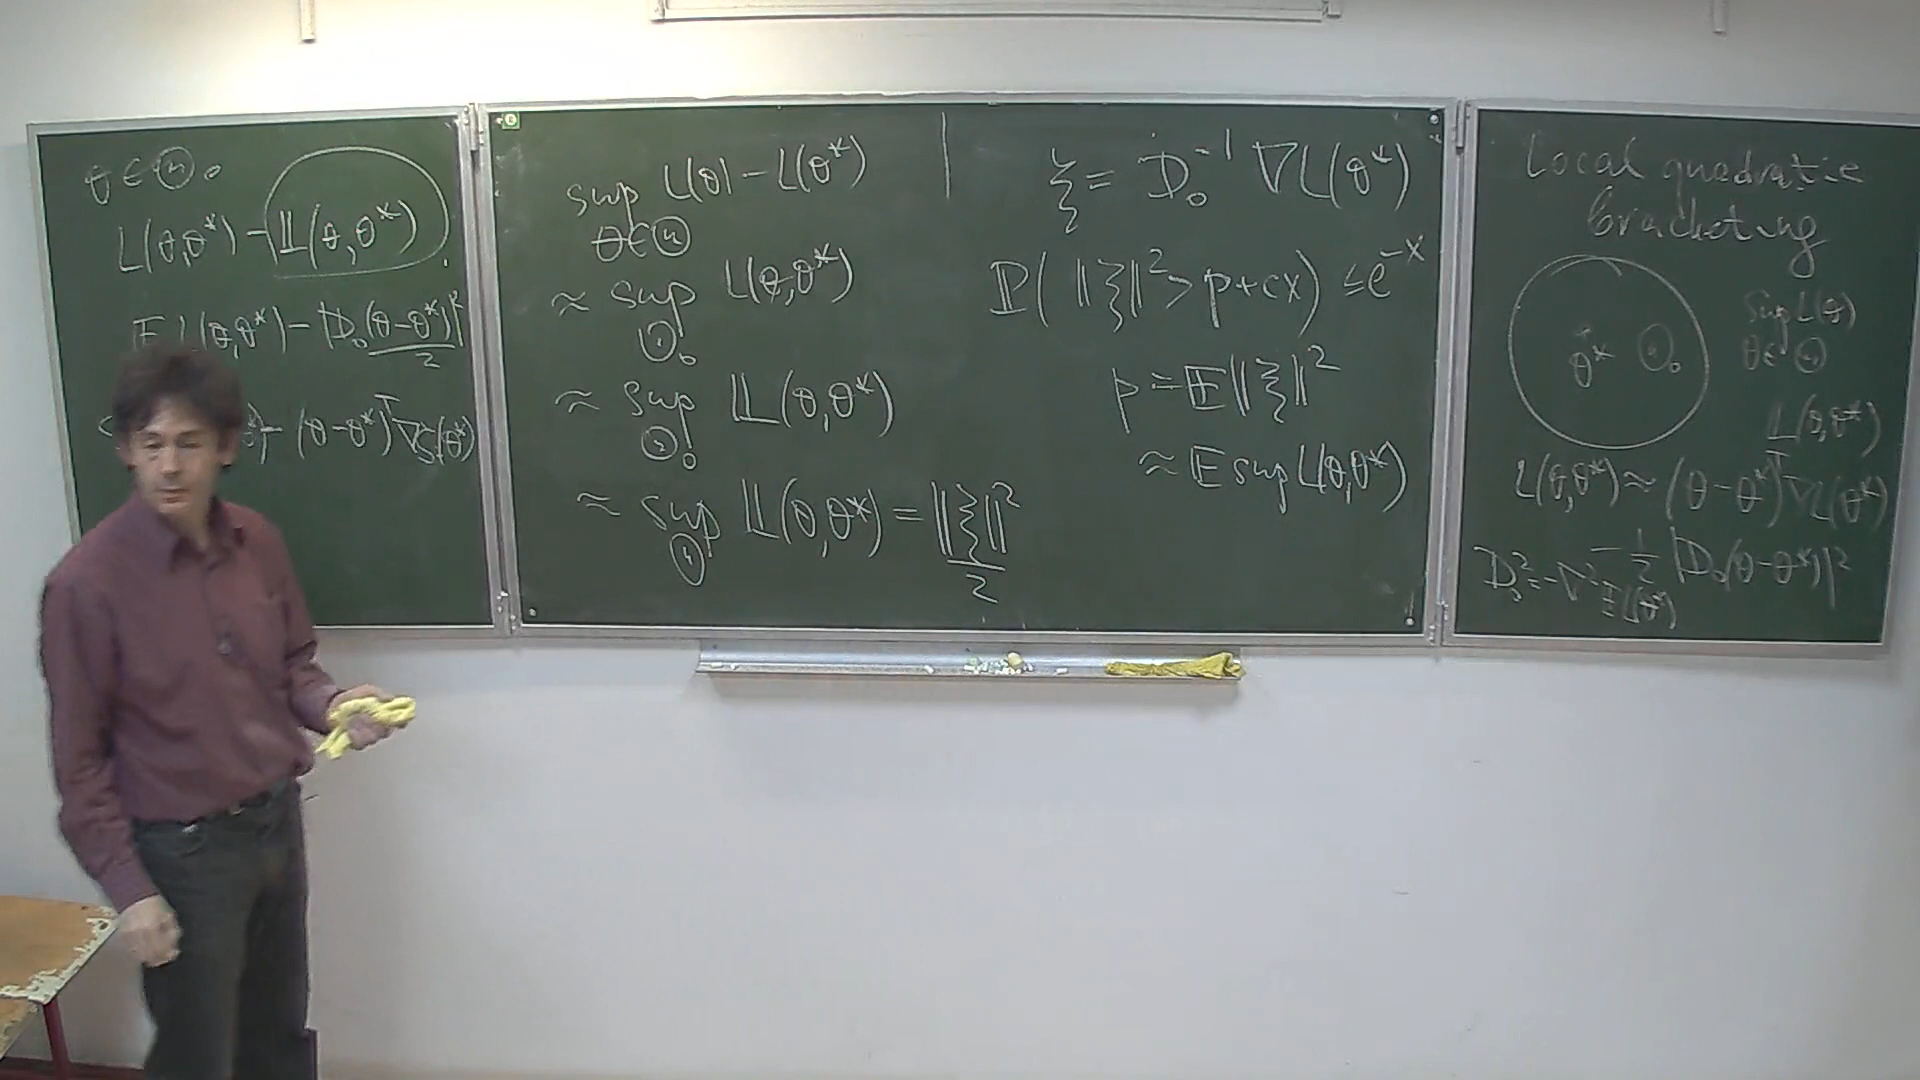 θ ∈ Θ₀
L(θ,θ*) − 𝕃(θ,θ*)
E L(θ,θ*) − |D₀(θ−θ*)|²/2
− (θ−θ*)ᵀ∇ζ(θ*)
sup L(θ) − L(θ*)
θ∈Θ
≈ sup L(θ,θ*)
Θ₀
≈ sup 𝕃(θ,θ*)
Θ₀
≈ sup 𝕃(θ,θ*) = ‖ξ‖²/2
Θ
ξ = D₀⁻¹ ∇L(θ*)
ℙ( ‖ξ‖² > p+cx) ≤ e⁻ˣ
p = 𝔼‖ξ‖²
≈ 𝔼 sup L(θ,θ*)
Local quadratic
bracketing
θ* Θ₀
sup L(θ)
θ∈Θ
𝕃(θ,θ*)
L(θ,θ*) ≈ (θ−θ*)ᵀ∇L(θ*)
− 1/2 |D₀(θ−θ*)|²
D₀² = −∇²𝔼L(θ*)